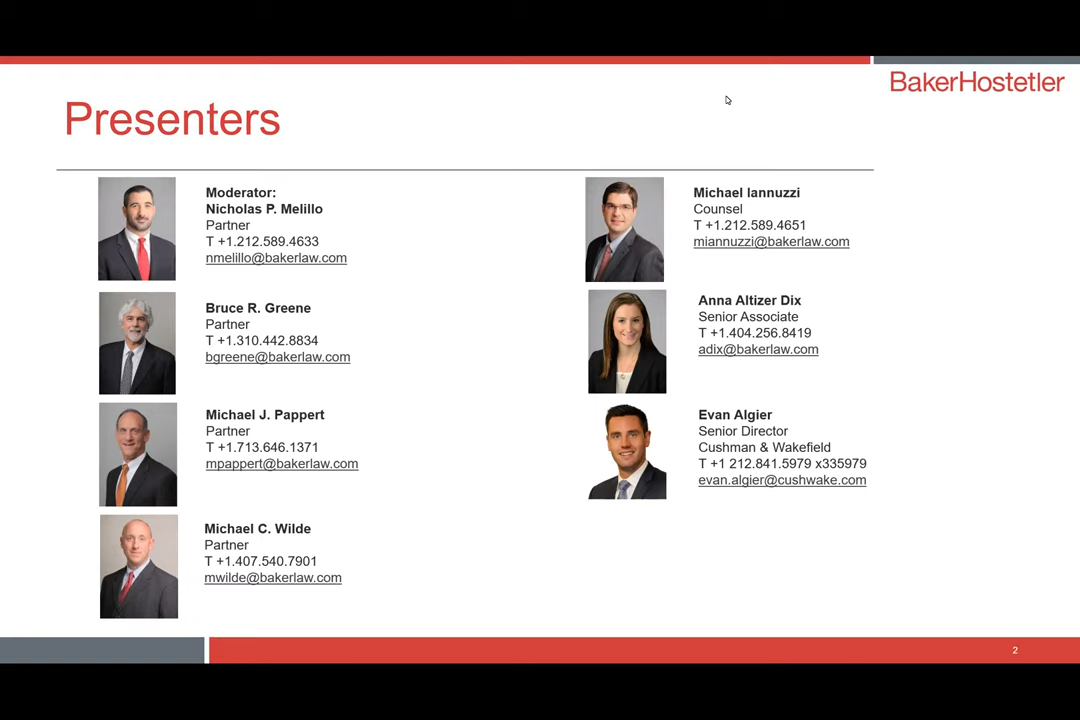 BakerHostetler
Presenters
Moderator:
Nicholas P. Melillo
Partner
T +1.212.589.4633
nmelillo@bakerlaw.com
Bruce R. Greene
Partner
T +1.310.442.8834
bgreene@bakerlaw.com
Michael J. Pappert
Partner
T +1.713.646.1371
mpappert@bakerlaw.com
Michael C. Wilde
Partner
T +1.407.540.7901
mwilde@bakerlaw.com
Michael Iannuzzi
Counsel
T +1.212.589.4651
miannuzzi@bakerlaw.com
Anna Altizer Dix
Senior Associate
T +1.404.256.8419
adix@bakerlaw.com
Evan Algier
Senior Director
Cushman & Wakefield
T +1 212.841.5979 x335979
evan.algier@cushwake.com
2